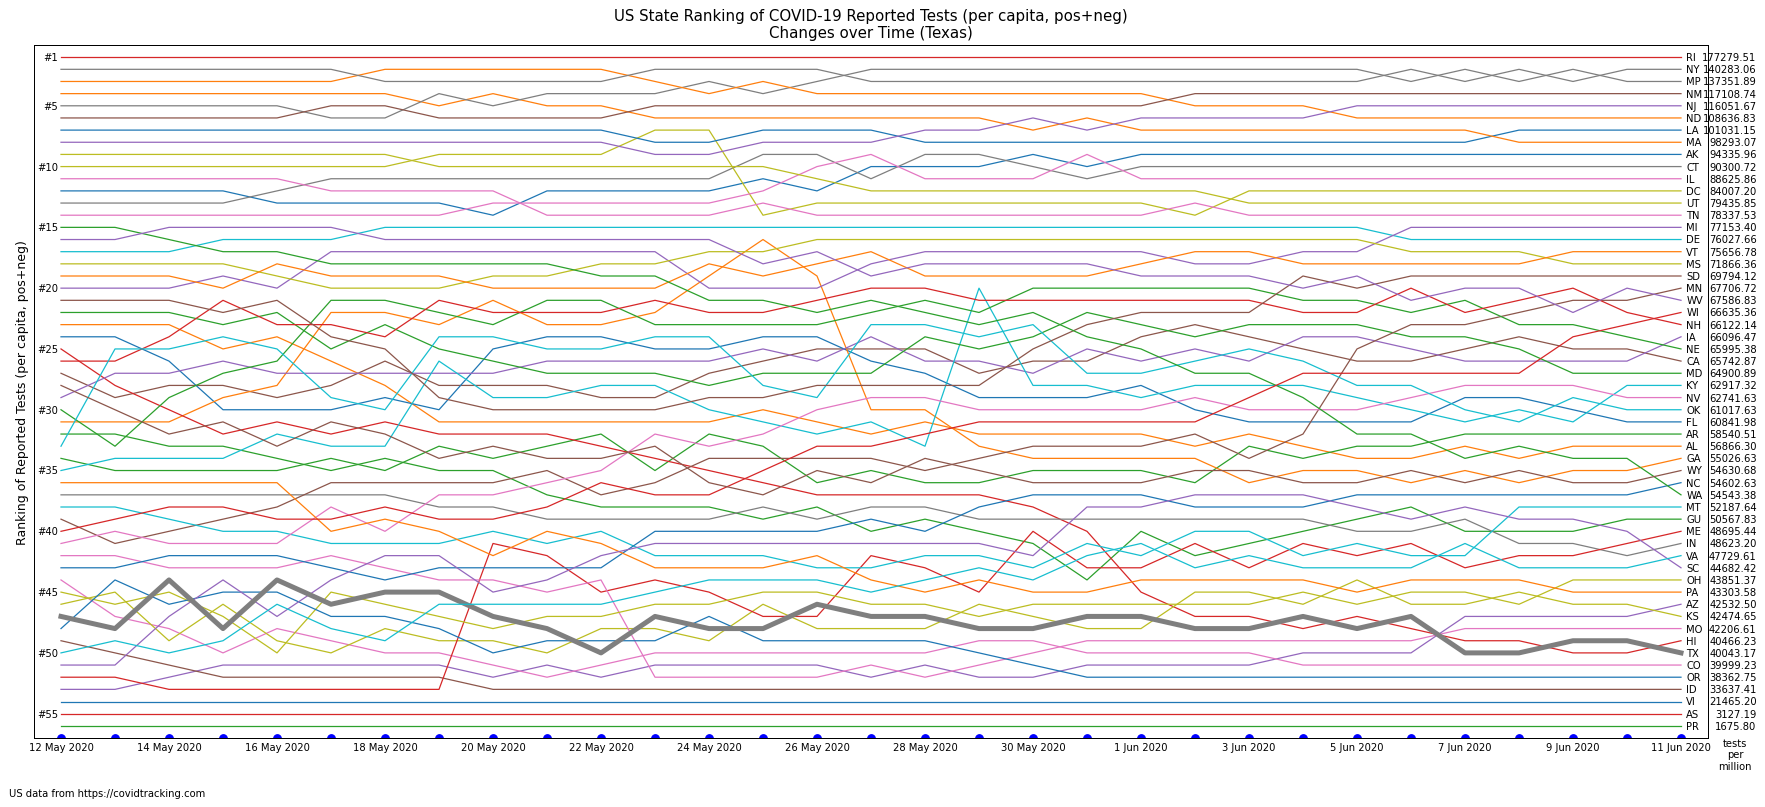 US State Ranking of COVID-19 Reported Tests (per capita, pos+neg)
Changes over Time (Texas)
Ranking of Reported Tests (per capita, pos+neg)
#1
#5
#10
#15
#20
#25
#30
#35
#40
#45
#50
#55
RI 177279.51
NY 140283.06
MP 137351.89
NM 117108.74
NJ 116051.67
ND 108636.83
LA 101031.15
MA 98293.07
AK 94335.96
CT 90300.72
IL 88625.86
DC 84007.20
UT 79435.85
TN 78337.53
MI 77153.40
DE 76027.66
VT 75656.78
MS 71866.36
SD 69794.12
MN 67706.72
WV 67586.83
WI 66635.36
NH 66122.14
IA 66096.47
NE 65995.38
CA 65742.87
MD 64900.89
KY 62917.32
NV 62741.63
OK 61017.63
FL 60841.98
AR 58540.51
AL 56866.30
GA 55026.63
WY 54630.68
NC 54602.63
WA 54543.38
MT 52187.64
GU 50567.83
ME 48695.44
IN 48623.20
VA 47729.61
SC 44682.42
OH 43851.37
PA 43303.58
AZ 42532.50
KS 42474.65
MO 42206.61
HI 40466.23
TX 40043.17
CO 39999.23
OR 38362.75
ID 33637.41
VI 21465.20
AS 3127.19
PR 1675.80
12 May 2020 14 May 2020 16 May 2020 18 May 2020 20 May 2020 22 May 2020 24 May 2020 26 May 2020 28 May 2020 30 May 2020 1 Jun 2020 3 Jun 2020 5 Jun 2020 7 Jun 2020 9 Jun 2020 11 Jun 2020
tests
per
million
US data from https://covidtracking.com